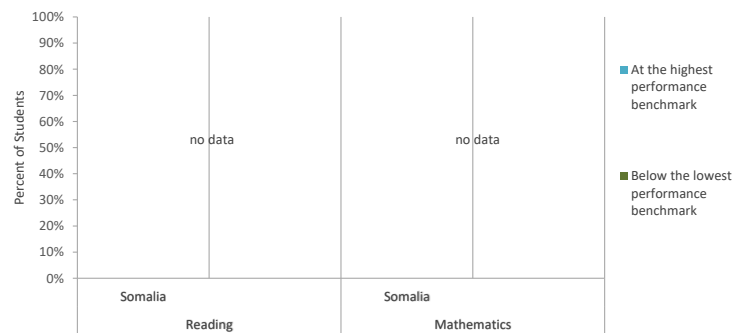 100%
90%
80%
70%
60%
50%
40%
30%
20%
10%
0%
Percent of Students
no data
no data
Somalia
Somalia
Reading
Mathematics
At the highest
performance
benchmark
Below the lowest
performance
benchmark